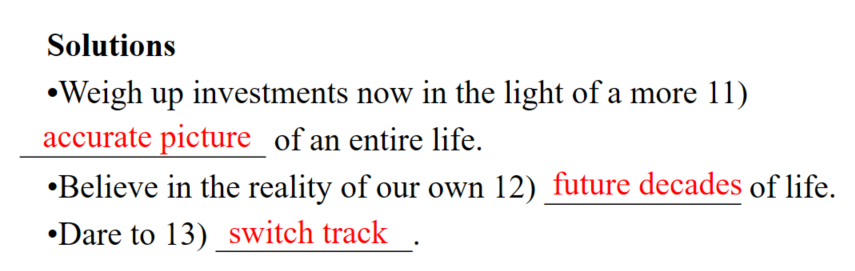 Solutions
•Weigh up investments now in the light of a more 11)
accurate picture of an entire life.
•Believe in the reality of our own 12) future decades of life.
•Dare to 13) switch track.